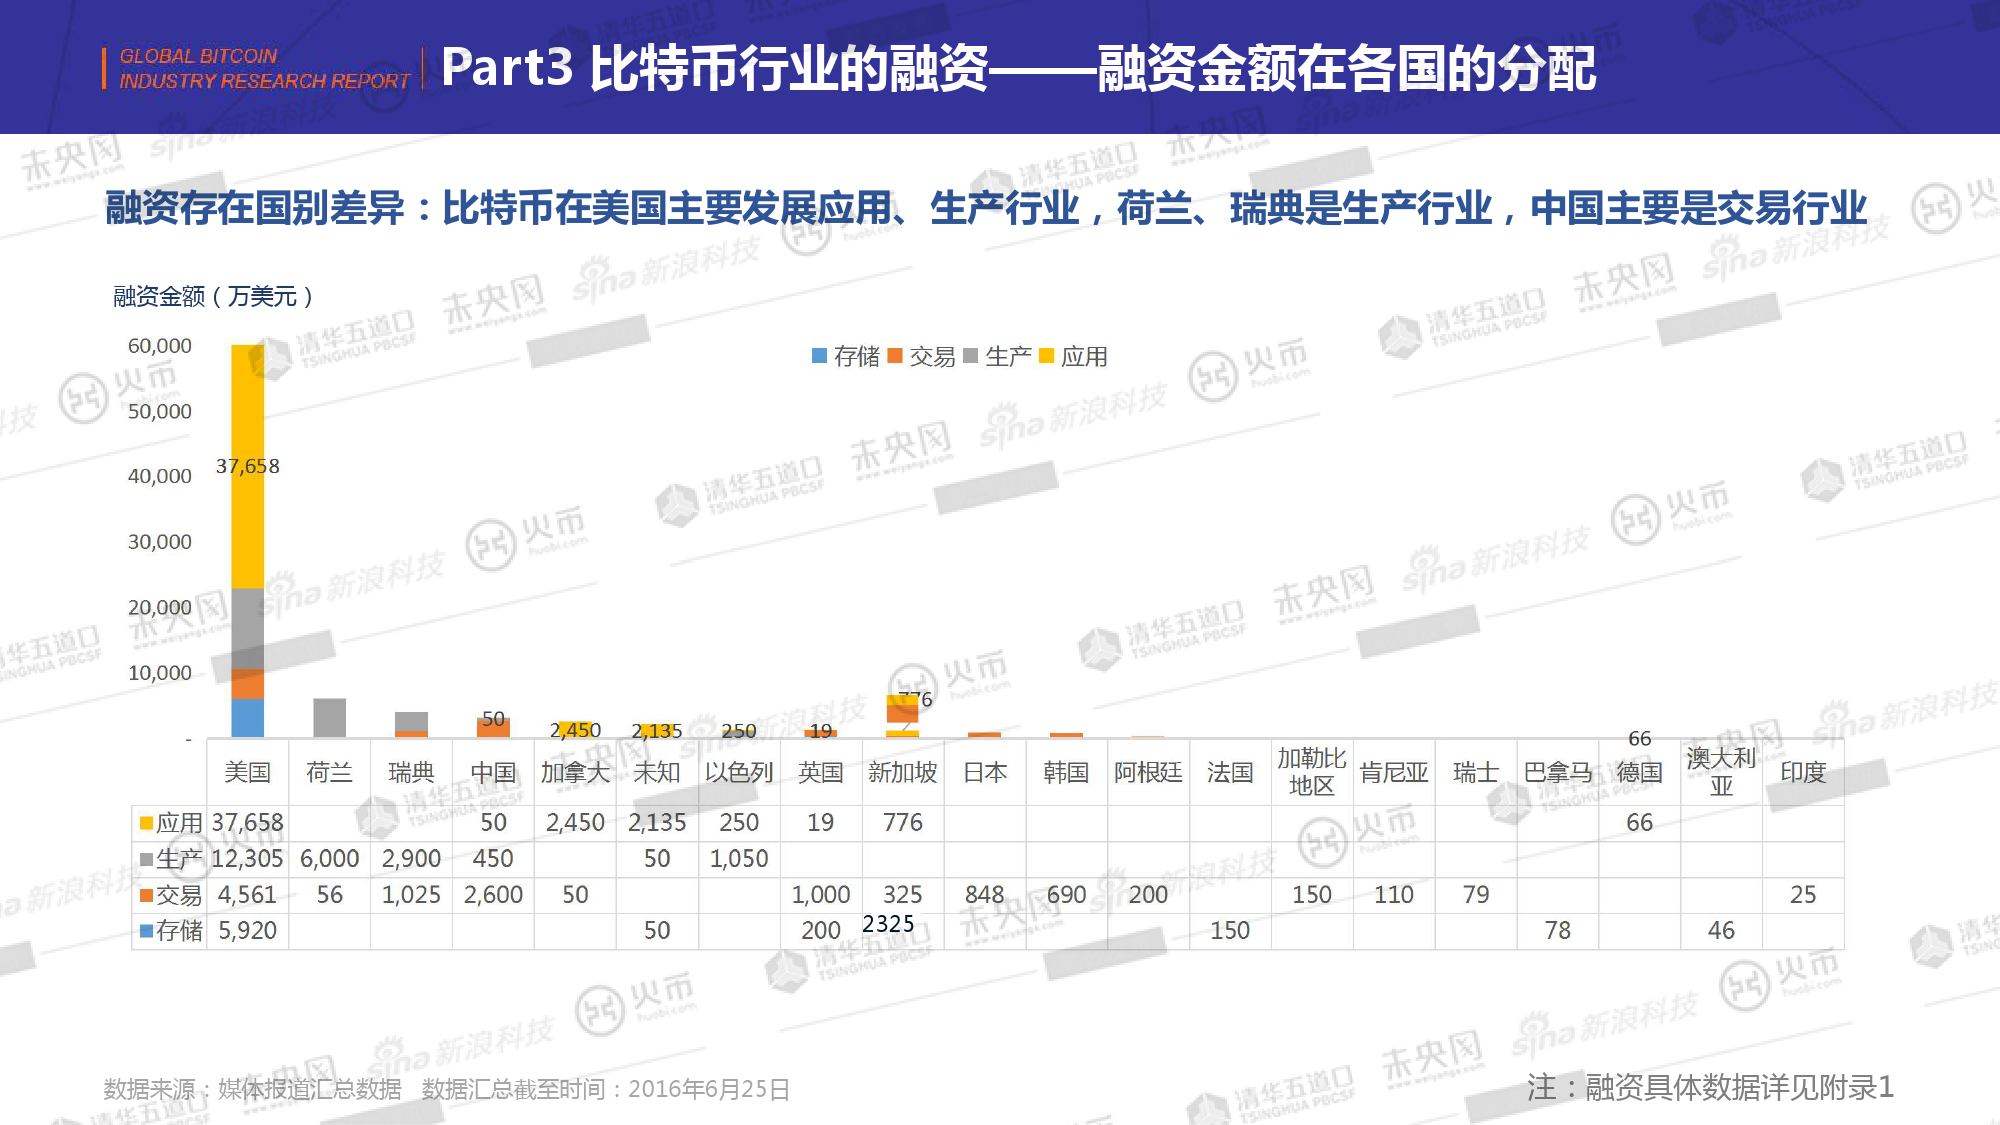 GLOBAL BITCOIN
INDUSTRY RESEARCH REPORT
Part3 比特币行业的融资——融资金额在各国的分配
融资存在国别差异：比特币在美国主要发展应用、生产行业，荷兰、瑞典是生产行业，中国主要是交易行业
融资金额（万美元）
存储 交易 生产 应用
60,000
50,000
40,000
30,000
20,000
10,000
-
37,658
50
2,450
2,135
250
19
776
66
美国 荷兰 瑞典 中国 加拿大 未知 以色列 英国 新加坡 日本 韩国 阿根廷 法国 加勒比地区 肯尼亚 瑞士 巴拿马 德国 澳大利亚 印度
应用 37,658 50 2,450 2,135 250 19 776 66
生产 12,305 6,000 2,900 450 50 1,050
交易 4,561 56 1,025 2,600 50 1,000 325 848 690 200 150 110 79 25
存储 5,920 50 200 2325 150 78 46
数据来源：媒体报道汇总数据 数据汇总截至时间：2016年6月25日
注：融资具体数据详见附录1
清华五道口
TSINGHUA PBCSF
未央网
www.weiyangx.com
sina新浪科技
火币
huobi.com